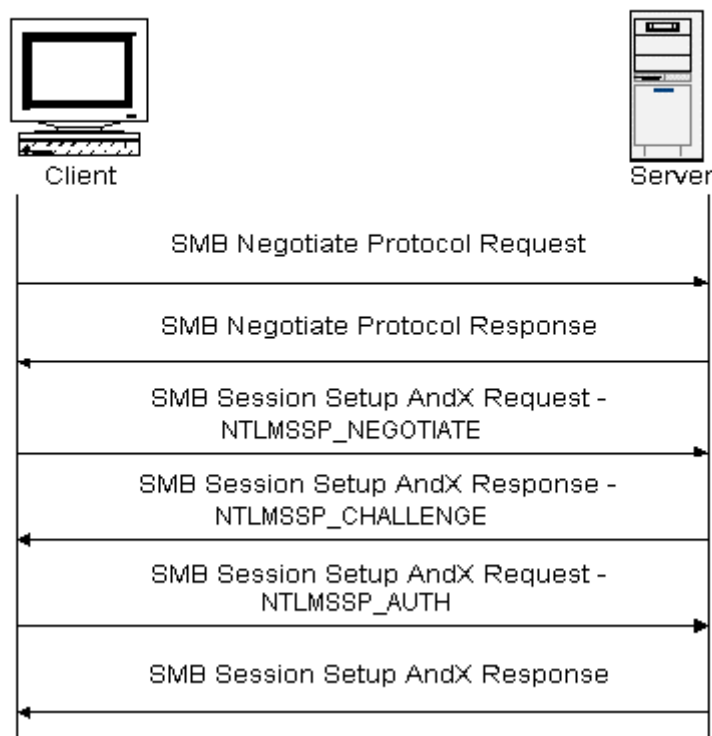 Client
Server
SMB Negotiate Protocol Request
SMB Negotiate Protocol Response
SMB Session Setup AndX Request -
NTLMSSP_NEGOTIATE
SMB Session Setup AndX Response -
NTLMSSP_CHALLENGE
SMB Session Setup AndX Request -
NTLMSSP_AUTH
SMB Session Setup AndX Response